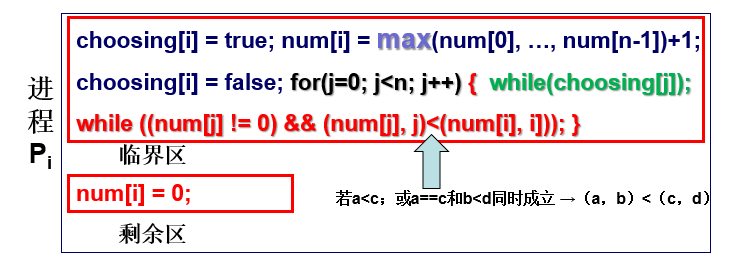 choosing[i] = true; num[i] = max(num[0], …, num[n-1])+1;
choosing[i] = false; for(j=0; j<n; j++) { while(choosing[j]);
while ((num[j] != 0) && (num[j], j)<(num[i], i])); }
进程 Pi
临界区
num[i] = 0;
若a<c；或a==c和b<d同时成立 → （a，b）＜（c，d）
剩余区